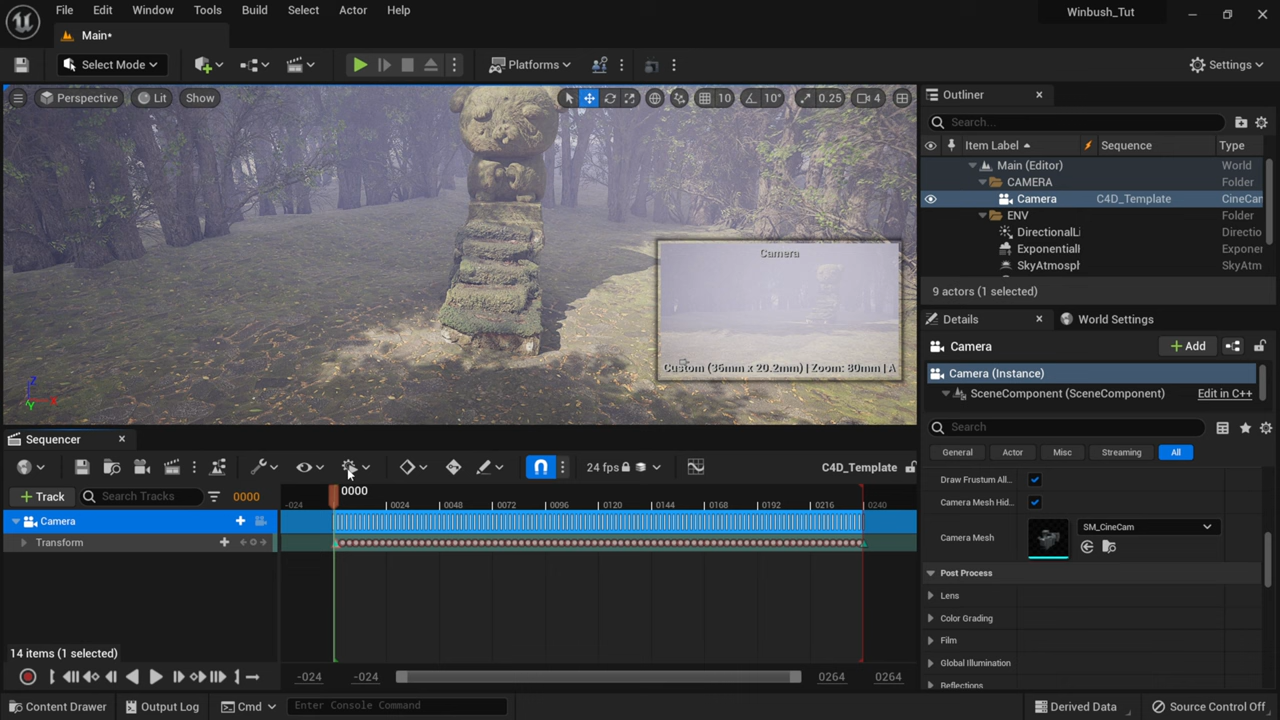 File Edit Window Tools Build Select Actor Help
Winbush_Tut
Main*
Select Mode
Platforms
Settings
Perspective Lit Show
10 10° 0.25 4
Camera
Custom (36mm x 20.2mm) | Zoom: 80mm | A
Z
Y X
Outliner
Search...
Item Label Sequence Type
Main (Editor) World
CAMERA Folder
Camera C4D_Template CineCan
ENV Folder
DirectionalLi Directio
Exponentiall Exponer
SkyAtmosph SkyAtm
9 actors (1 selected)
Details World Settings
Camera
Add
Camera (Instance)
SceneComponent (SceneComponent) Edit in C++
Search
General Actor Misc Streaming All
Draw Frustum All...
Camera Mesh Hid...
Camera Mesh SM_CineCam
Post Process
Lens
Color Grading
Film
Global Illumination
Reflections
Sequencer
24 fps
C4D_Template
Track Search Tracks 0000
0000
-024 0024 0048 0072 0096 0120 0144 0168 0192 0216 0240
Camera
Transform
14 items (1 selected)
-024 -024 0264 0264
Content Drawer Output Log Cmd Enter Console Command Derived Data Source Control Off